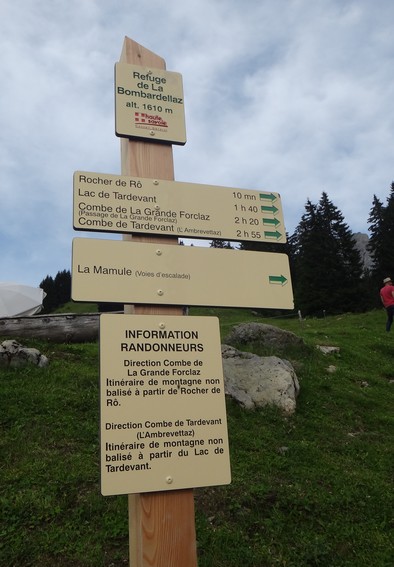 Refuge
de La
Bombardellaz
alt. 1610 m
haute
savoie
Rocher de Rô 10 mn
Lac de Tardevant 1 h 40
Combe de La Grande Forclaz 2 h 20
(Passage de La Grande Forclaz)
Combe de Tardevant (L'Ambrevettaz) 2 h 55
La Mamule (Voies d'escalade)
INFORMATION
RANDONNEURS
Direction Combe de
La Grande Forclaz
Itinéraire de montagne non
balisé à partir de Rocher de
Rô.
Direction Combe de Tardevant
(L'Ambrevettaz)
Itinéraire de montagne non
balisé à partir du Lac de
Tardevant.